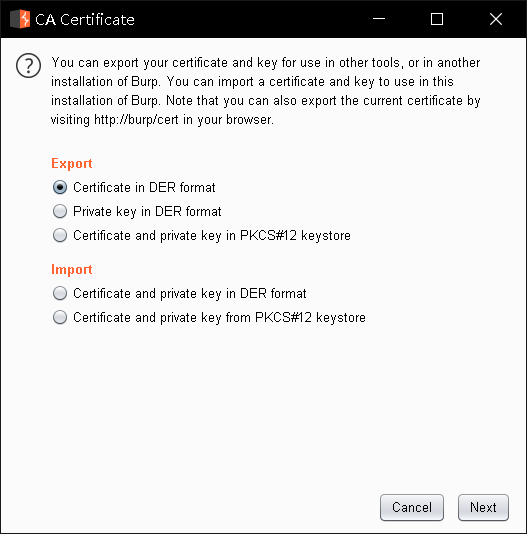 CA Certificate
You can export your certificate and key for use in other tools, or in another
installation of Burp. You can import a certificate and key to use in this
installation of Burp. Note that you can also export the current certificate by
visiting http://burp/cert in your browser.
Export
Certificate in DER format
Private key in DER format
Certificate and private key in PKCS#12 keystore
Import
Certificate and private key in DER format
Certificate and private key from PKCS#12 keystore
Cancel
Next